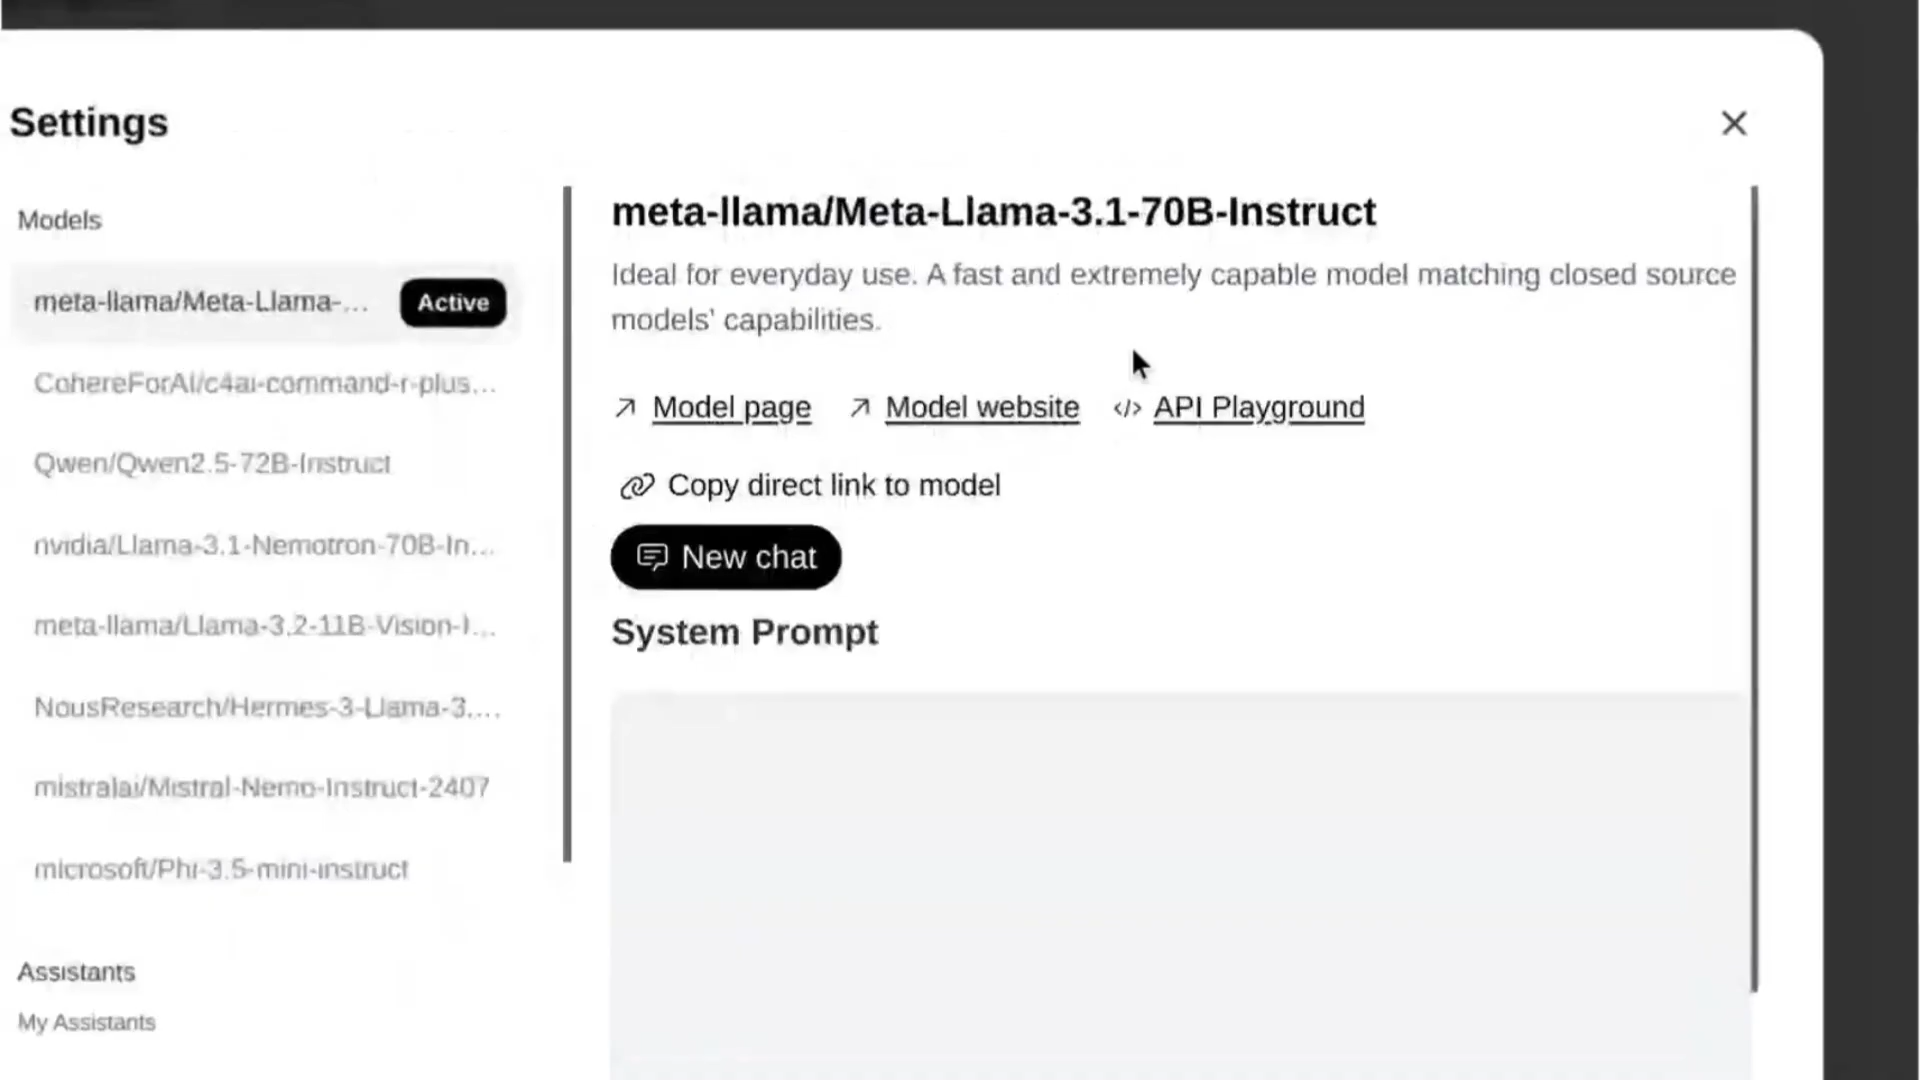 Settings
Models
meta-llama/Meta-Llama-...
Active
CohereForAI/c4ai-command-r-plus...
Qwen/Qwen2.5-72B-Instruct
nvidia/Llama-3.1-Nemotron-70B-In...
meta-llama/Llama-3.2-11B-Vision-I...
NousResearch/Hermes-3-Llama-3....
mistralai/Mistral-Nemo-Instruct-2407
microsoft/Phi-3.5-mini-instruct
Assistants
My Assistants
meta-llama/Meta-Llama-3.1-70B-Instruct
Ideal for everyday use. A fast and extremely capable model matching closed source
models' capabilities.
Model page
Model website
</> API Playground
Copy direct link to model
New chat
System Prompt